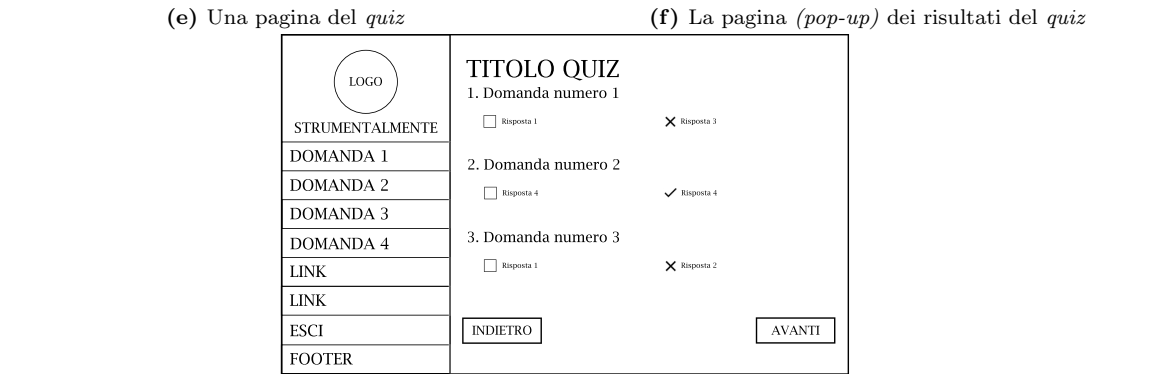 (e) Una pagina del quiz
(f) La pagina (pop-up) dei risultati del quiz
LOGO
STRUMENTALMENTE
DOMANDA 1
DOMANDA 2
DOMANDA 3
DOMANDA 4
LINK
LINK
ESCI
FOOTER
TITOLO QUIZ
1. Domanda numero 1
Risposta 1 Risposta 3
2. Domanda numero 2
Risposta 4 Risposta 4
3. Domanda numero 3
Risposta 1 Risposta 2
INDIETRO AVANTI